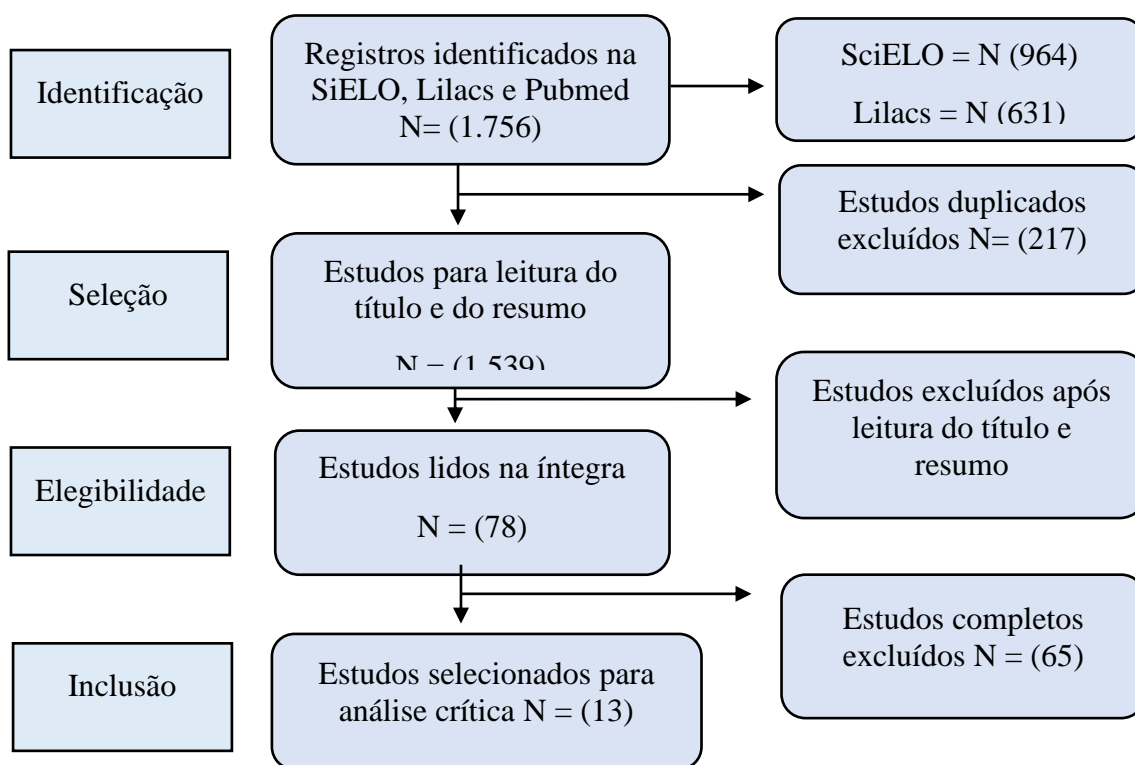 Identificação
Registros identificados na
SiELO, Lilacs e Pubmed
N= (1.756)
SciELO = N (964)
Lilacs = N (631)
Estudos duplicados
excluídos N= (217)
Seleção
Estudos para leitura do
título e do resumo
N = (1.539)
Estudos excluídos após
leitura do título e
resumo
Elegibilidade
Estudos lidos na íntegra
N = (78)
Estudos completos
excluídos N = (65)
Inclusão
Estudos selecionados para
análise crítica N = (13)